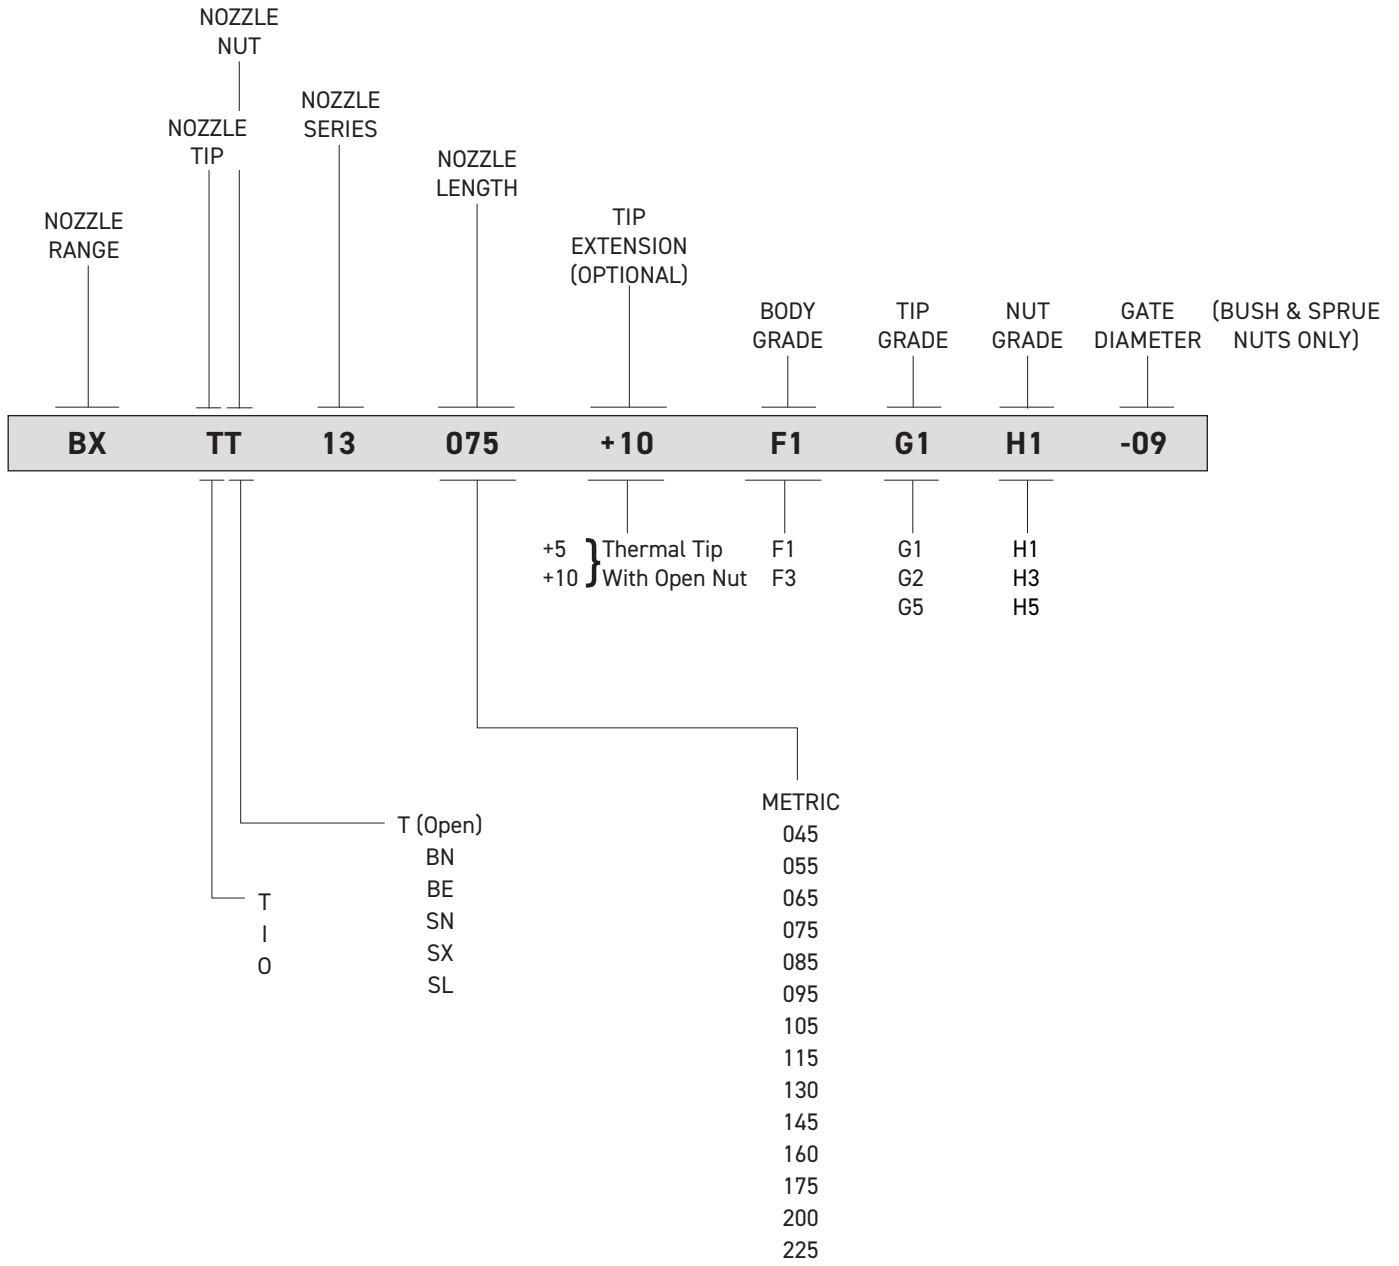 NOZZLE
NUT
NOZZLE
SERIES
NOZZLE
TIP
NOZZLE
LENGTH
NOZZLE
RANGE
TIP
EXTENSION
(OPTIONAL)
BODY
GRADE
TIP
GRADE
NUT
GRADE
GATE
DIAMETER
(BUSH & SPRUE
NUTS ONLY)
BX TT 13 075 +10 F1 G1 H1 -09
+5 } Thermal Tip
+10 With Open Nut
F1
F3
G1
G2
G5
H1
H3
H5
T (Open)
BN
BE
SN
SX
SL
T
I
O
METRIC
045
055
065
075
085
095
105
115
130
145
160
175
200
225